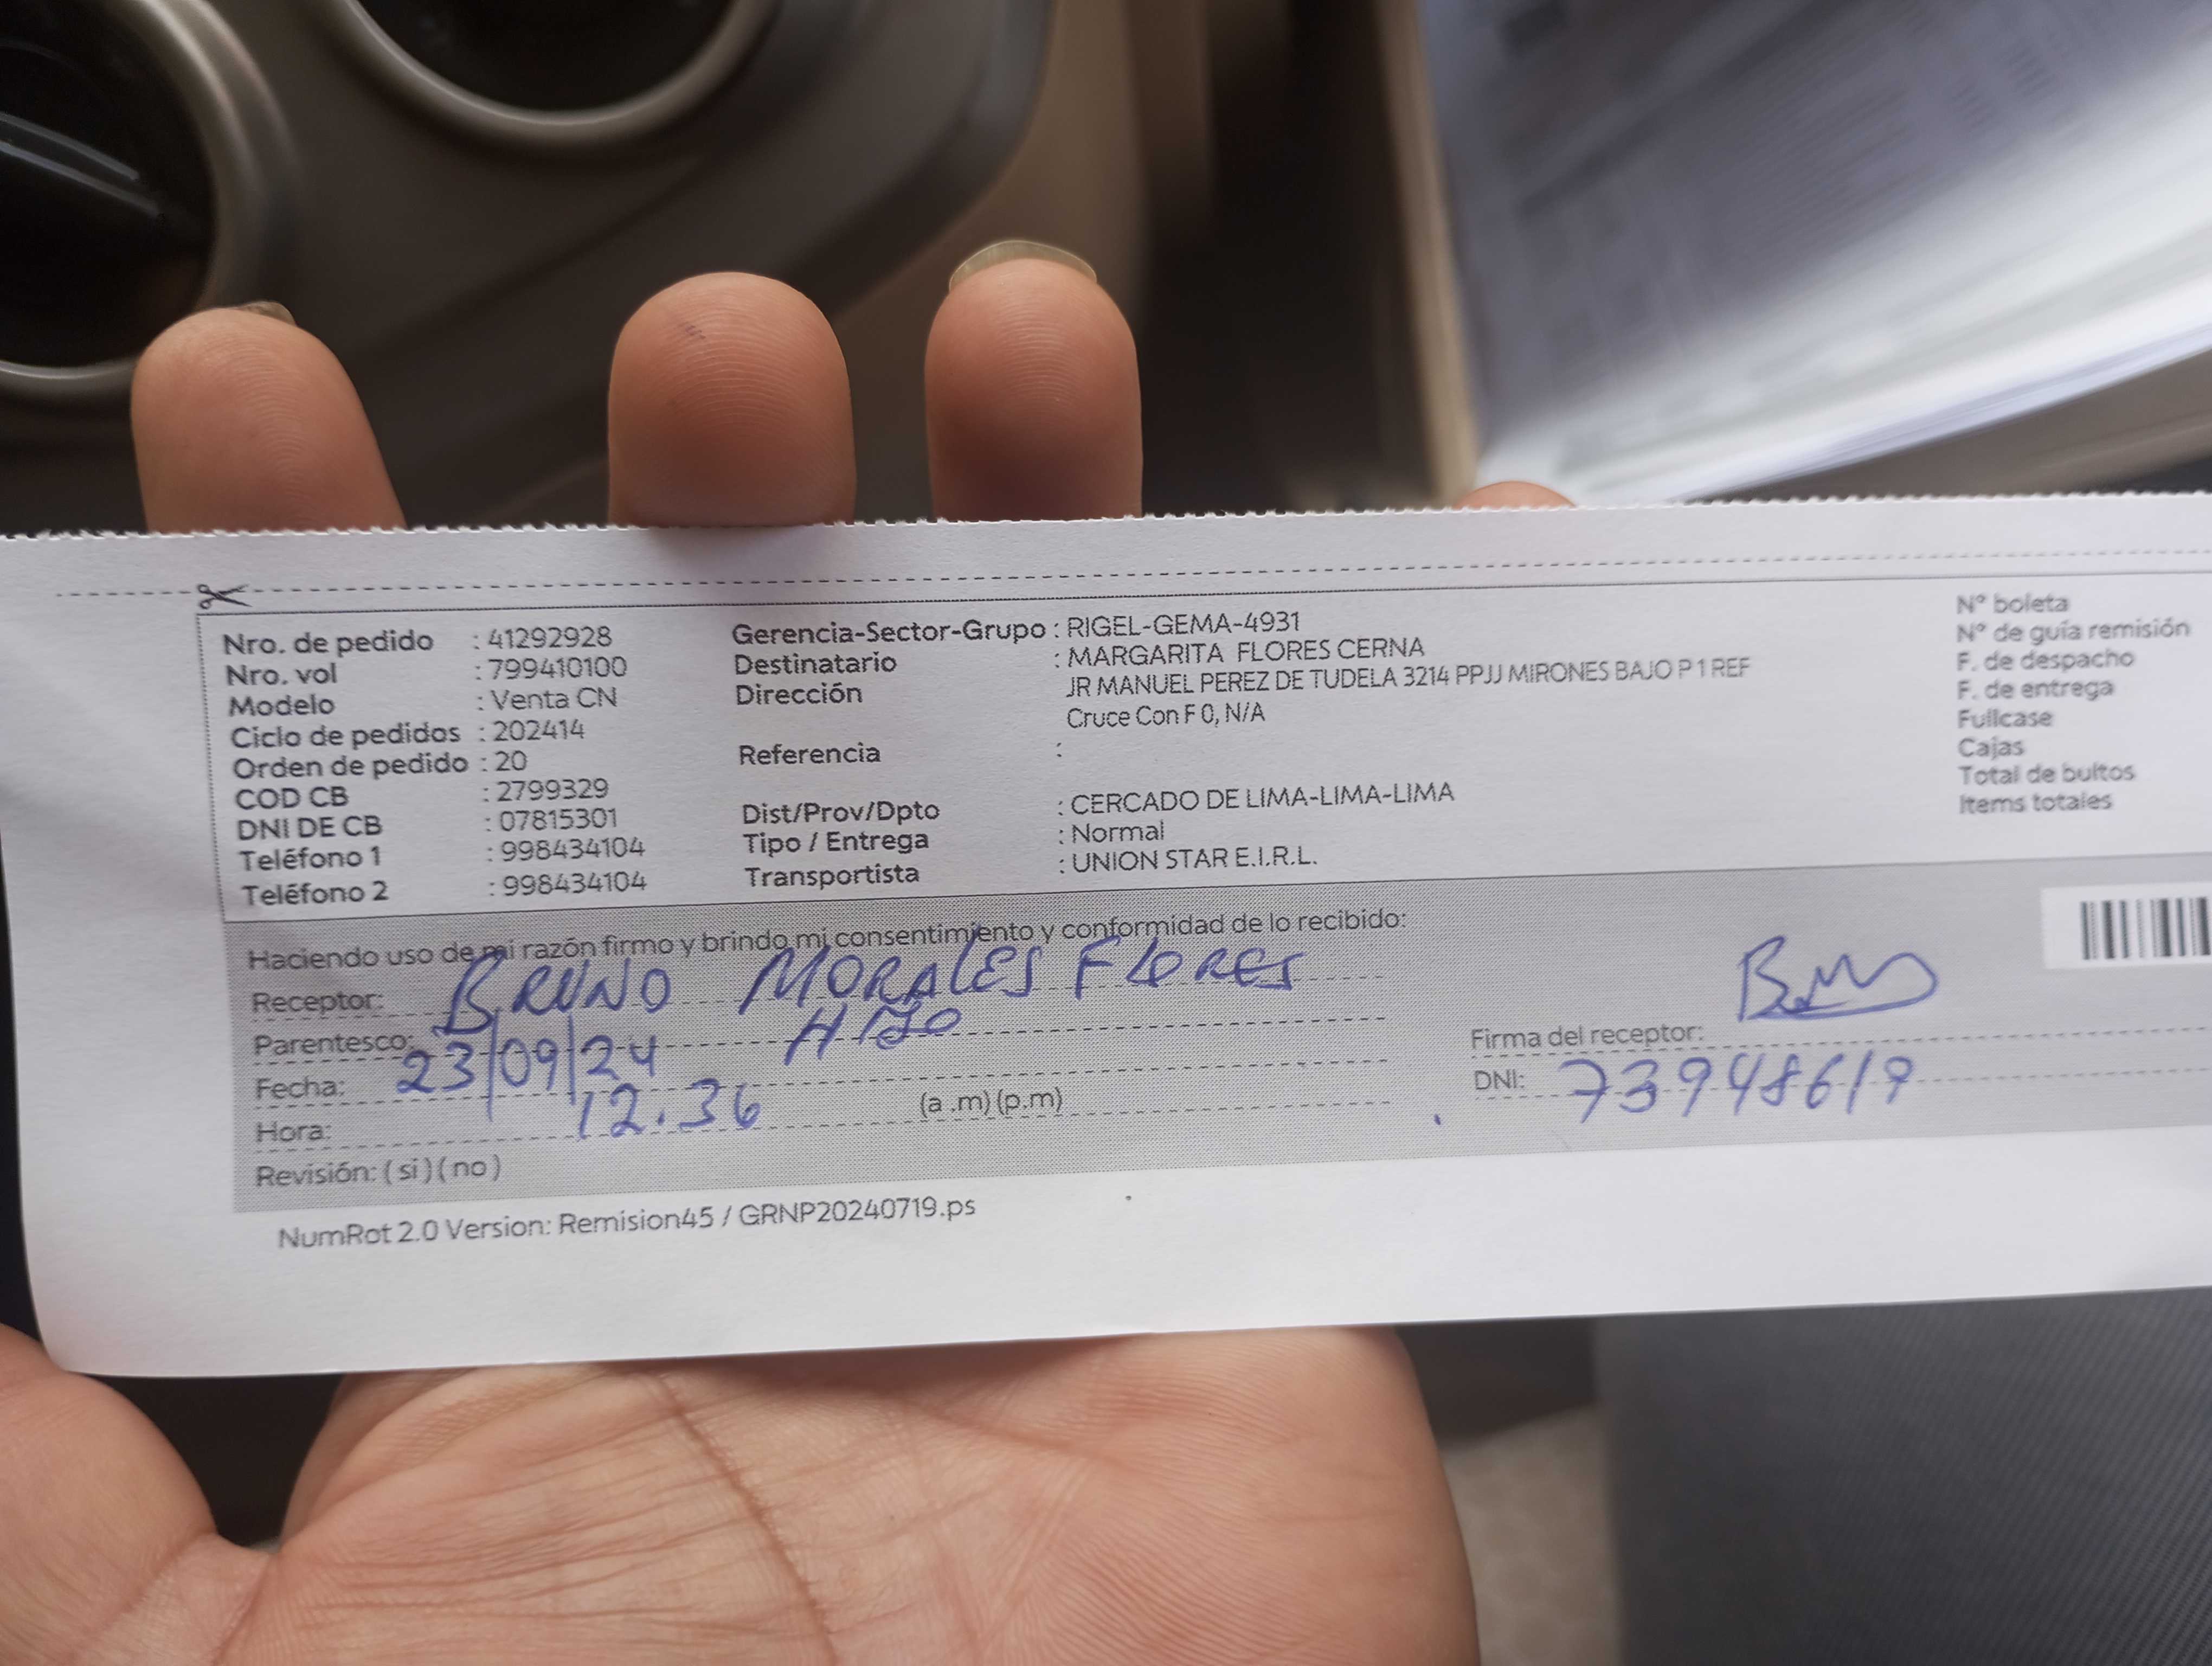 Nro. de pedido : 41292928
Nro. vol : 799410100
Modelo : Venta CN
Ciclo de pedidos : 202414
Orden de pedido : 20
COD CB : 2799329
DNI DE CB : 07815301
Teléfono 1 : 998434104
Teléfono 2 : 998434104
Gerencia-Sector-Grupo : RIGEL-GEMA-4931
Destinatario : MARGARITA FLORES CERNA
Dirección JR MANUEL PEREZ DE TUDELA 3214 PPJJ MIRONES BAJO P 1 REF
Cruce Con F 0, N/A
Referencia :
Dist/Prov/Dpto : CERCADO DE LIMA-LIMA-LIMA
Tipo / Entrega : Normal
Transportista : UNION STAR E.I.R.L.
N° boleta
N° de guía remisión
F. de despacho
F. de entrega
Fullcase
Cajas
Total de bultos
Items totales
Haciendo uso de mi razón firmo y brindo mi consentimiento y conformidad de lo recibido:
Receptor: BRUNO MORALES FLORES
Parentesco: HIJO
Fecha: 23/09/24
Hora: 12.36 (a .m) (p.m)
Revisión: ( si ) ( no )
Firma del receptor:
DNI: 73948619
NumRot 2.0 Version: Remision45 / GRNP20240719.ps